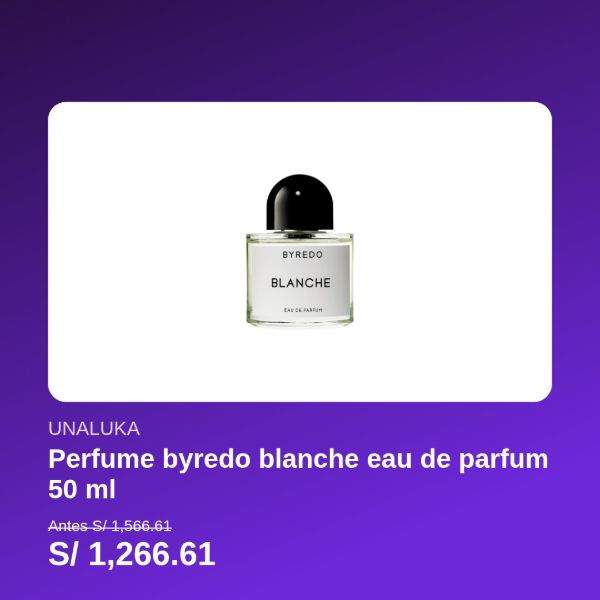 BYREDO
BLANCHE
EAU DE PARFUM
UNALUKA
Perfume byredo blanche eau de parfum
50 ml
Antes S/ 1,566.61
S/ 1,266.61